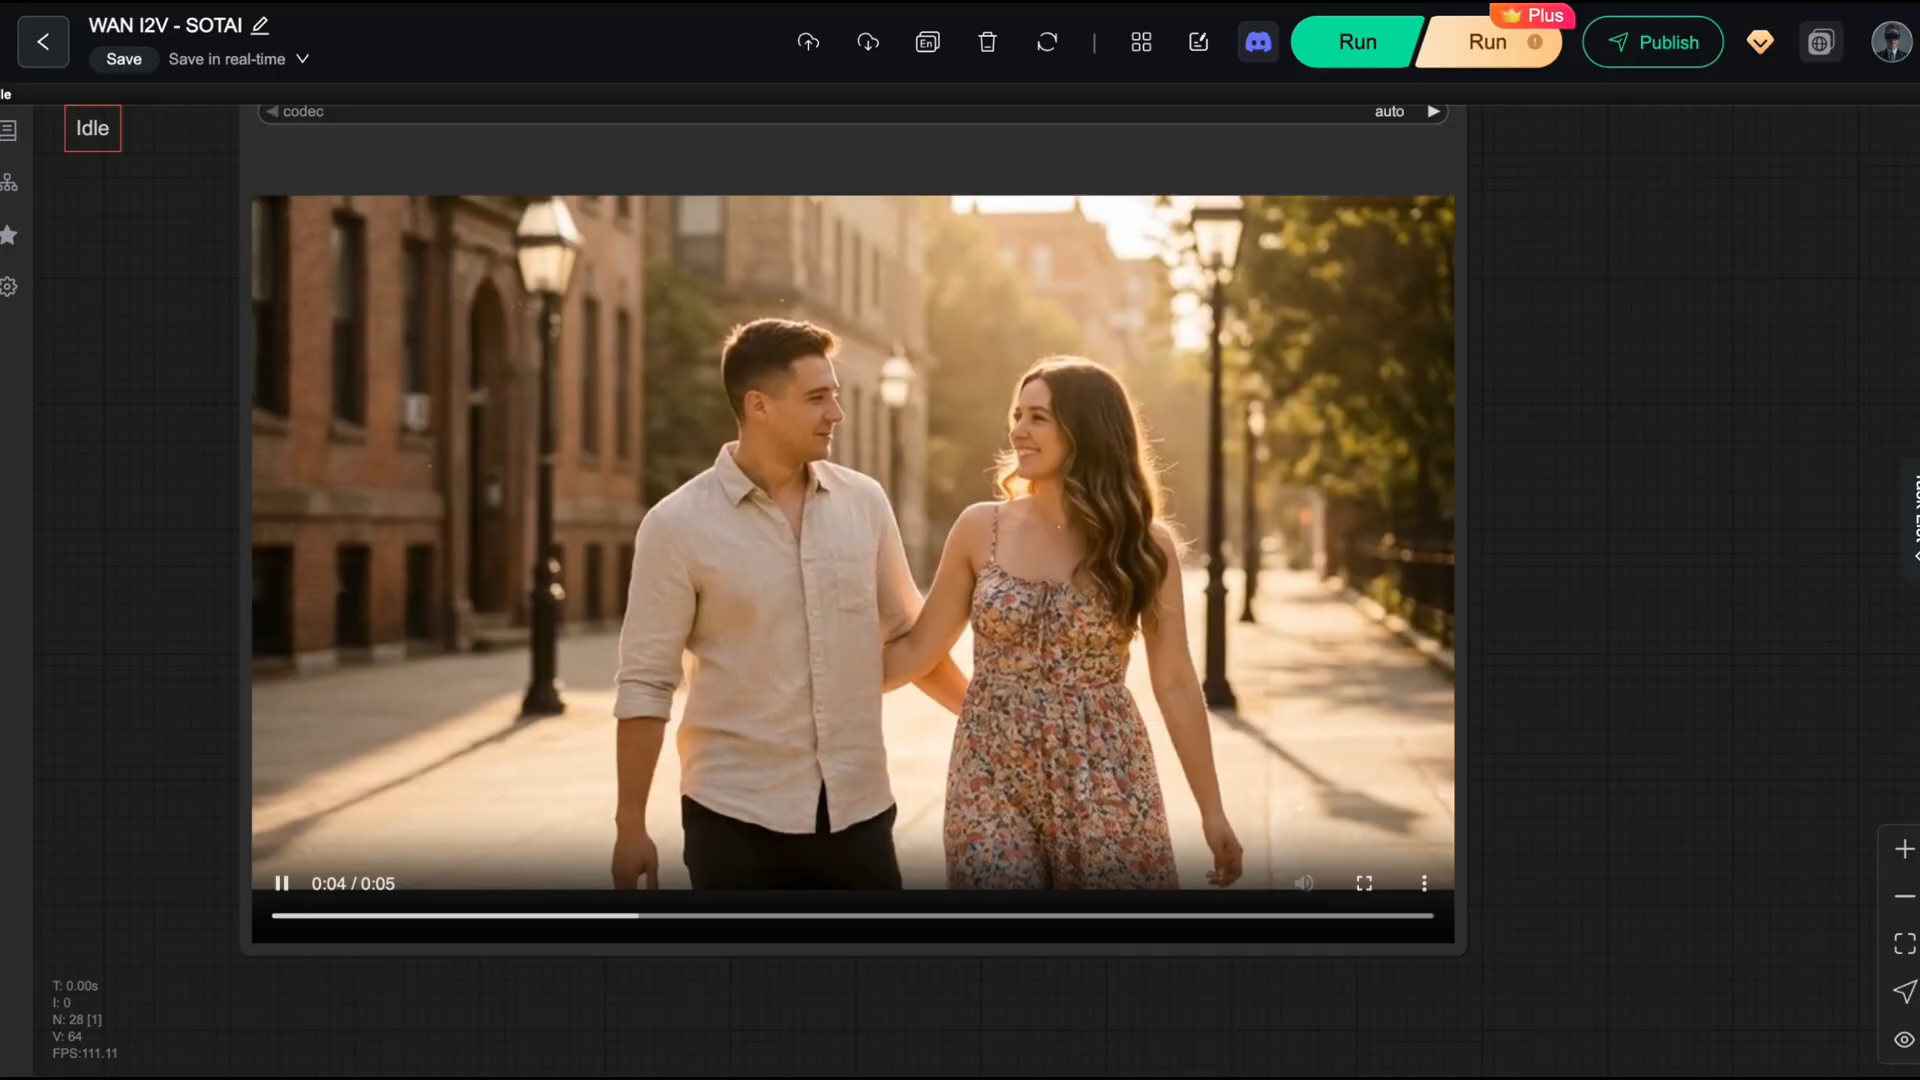 WAN I2V - SOTAI
Save
Save in real-time
En
Run
Run
Plus
Publish
le
Idle
codec
auto
0:04 / 0:05
T: 0.00s
I: 0
N: 28 [1]
V: 64
FPS:111.11